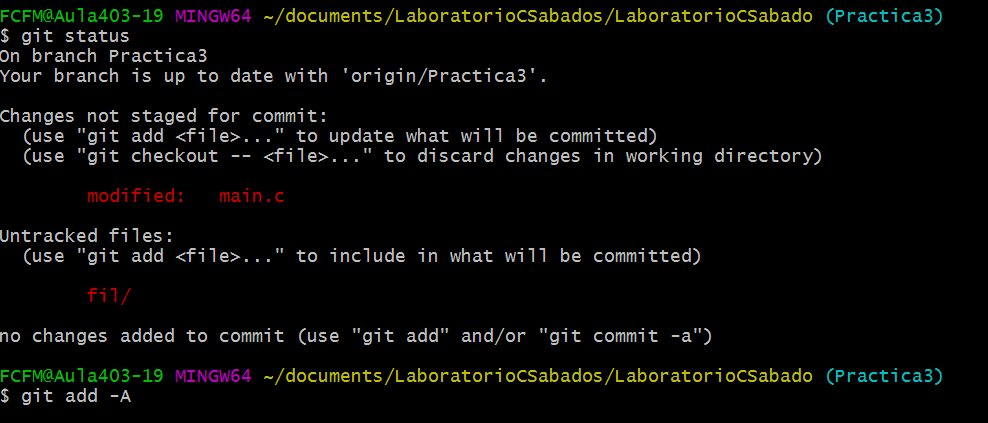 FCFM@Aula403-19 MINGW64 ~/documents/LaboratorioCSabados/LaboratorioCSabado (Practica3)
$ git status
On branch Practica3
Your branch is up to date with 'origin/Practica3'.
Changes not staged for commit:
(use "git add <file>..." to update what will be committed)
(use "git checkout -- <file>..." to discard changes in working directory)
modified:   main.c
Untracked files:
(use "git add <file>..." to include in what will be committed)
fil/
no changes added to commit (use "git add" and/or "git commit -a")
FCFM@Aula403-19 MINGW64 ~/documents/LaboratorioCSabados/LaboratorioCSabado (Practica3)
$ git add -A